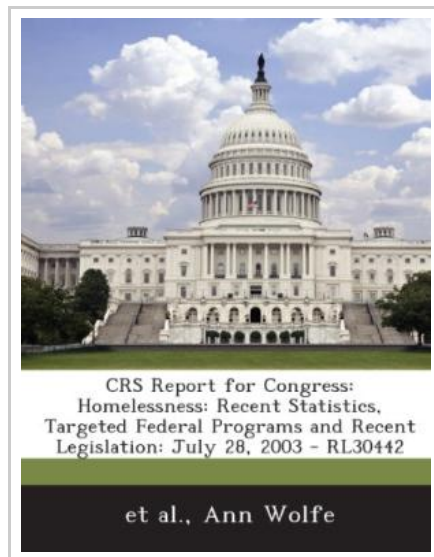 CRS Report for Congress:
Homelessness: Recent Statistics,
Targeted Federal Programs and Recent
Legislation: July 28, 2003 - RL30442
et al., Ann Wolfe